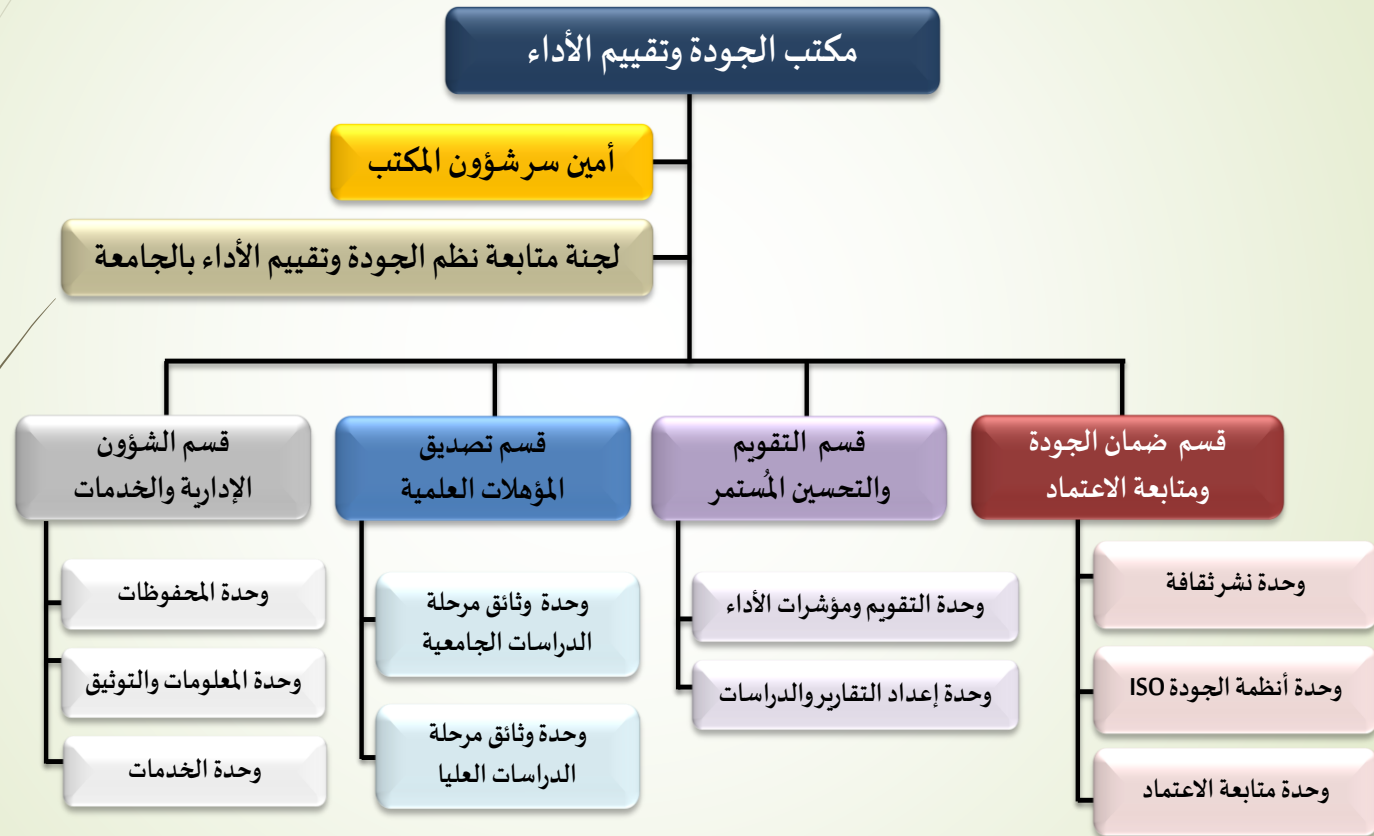 مكتب الجودة وتقييم الأداء
أمين سر شؤون المكتب
لجنة متابعة نظم الجودة وتقييم الأداء بالجامعة
قسم ضمان الجودة
ومتابعة الاعتماد
وحدة نشر ثقافة
وحدة أنظمة الجودة ISO
وحدة متابعة الاعتماد
قسم التقويم
والتحسين المُستمر
وحدة التقويم ومؤشرات الأداء
وحدة إعداد التقارير والدراسات
قسم تصديق
المؤهلات العلمية
وحدة وثائق مرحلة
الدراسات الجامعية
وحدة وثائق مرحلة
الدراسات العليا
قسم الشؤون
الإدارية والخدمات
وحدة المحفوظات
وحدة المعلومات والتوثيق
وحدة الخدمات